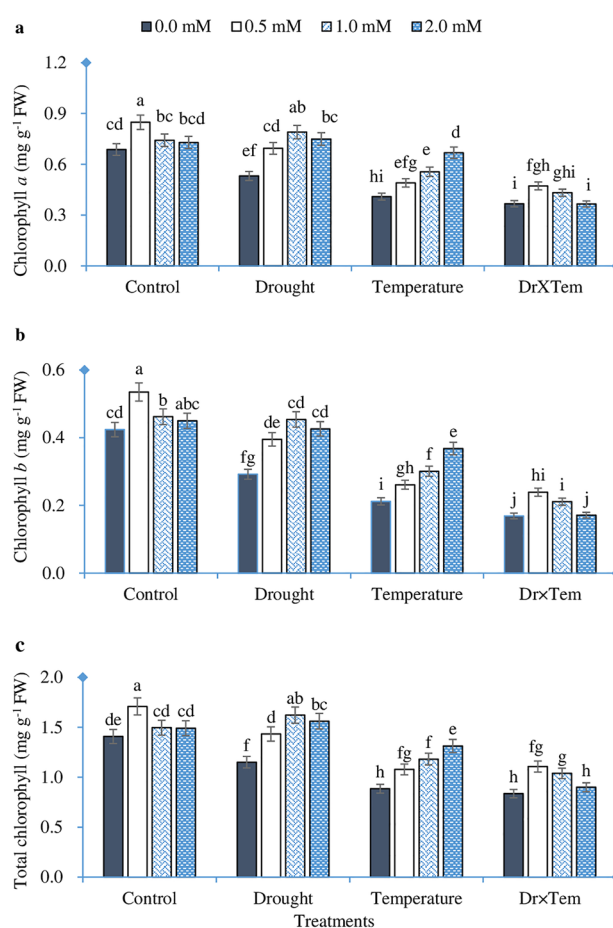 a
0.0 mM 0.5 mM 1.0 mM 2.0 mM
Chlorophyll a (mg g-1 FW)
1.2
0.9
0.6
0.3
0.0
cd a bc bcd
ef cd ab bc
hi efg e d
i fgh ghi i
Control Drought Temperature DrXTem
b
Chlorophyll b (mg g-1 FW)
0.6
0.4
0.2
0.0
cd a b abc
fg de cd cd
i gh f e
j hi i j
Control Drought Temperature Dr×Tem
c
Total chlorophyll (mg g-1 FW)
2.0
1.5
1.0
0.5
0.0
de a cd cd
f d ab bc
h fg f e
h fg g h
Control Drought Temperature Dr×Tem
Treatments